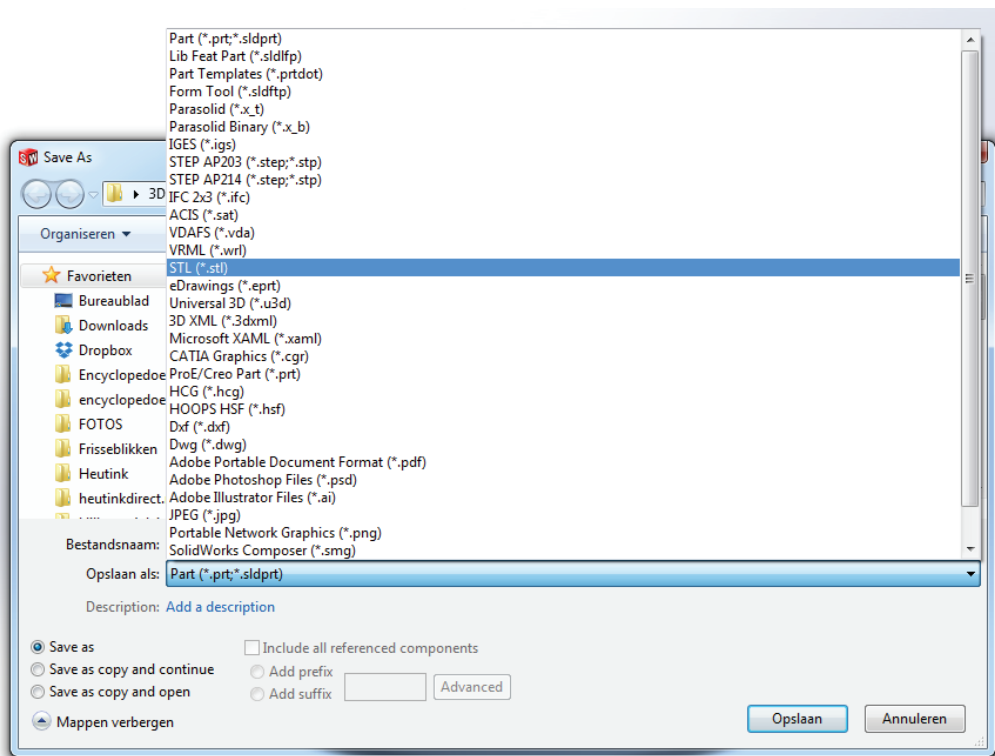 Part (*.prt;*.sldprt)
Lib Feat Part (*.sldlfp)
Part Templates (*.prtdot)
Form Tool (*.sldftp)
Parasolid (*.x_t)
Parasolid Binary (*.x_b)
IGES (*.igs)
STEP AP203 (*.step;*.stp)
STEP AP214 (*.step;*.stp)
IFC 2x3 (*.ifc)
ACIS (*.sat)
VDAFS (*.vda)
VRML (*.wrl)
STL (*.stl)
eDrawings (*.eprt)
Universal 3D (*.u3d)
3D XML (*.3dxml)
Microsoft XAML (*.xaml)
CATIA Graphics (*.cgr)
ProE/Creo Part (*.prt)
HCG (*.hcg)
HOOPS HSF (*.hsf)
Dxf (*.dxf)
Dwg (*.dwg)
Adobe Portable Document Format (*.pdf)
Adobe Photoshop Files (*.psd)
Adobe Illustrator Files (*.ai)
JPEG (*.jpg)
Portable Network Graphics (*.png)
SolidWorks Composer (*.smg)
SW Save As
3D
Organiseren
Favorieten
Bureaublad
Downloads
Dropbox
Encyclopedoe
encyclopedoe
FOTOS
Frisseblikken
Heutink
heutinkdirect.
Bestandsnaam:
Opslaan als: Part (*.prt;*.sldprt)
Description: Add a description
Save as
Save as copy and continue
Save as copy and open
Include all referenced components
Add prefix
Add suffix
Advanced
Mappen verbergen
Opslaan
Annuleren